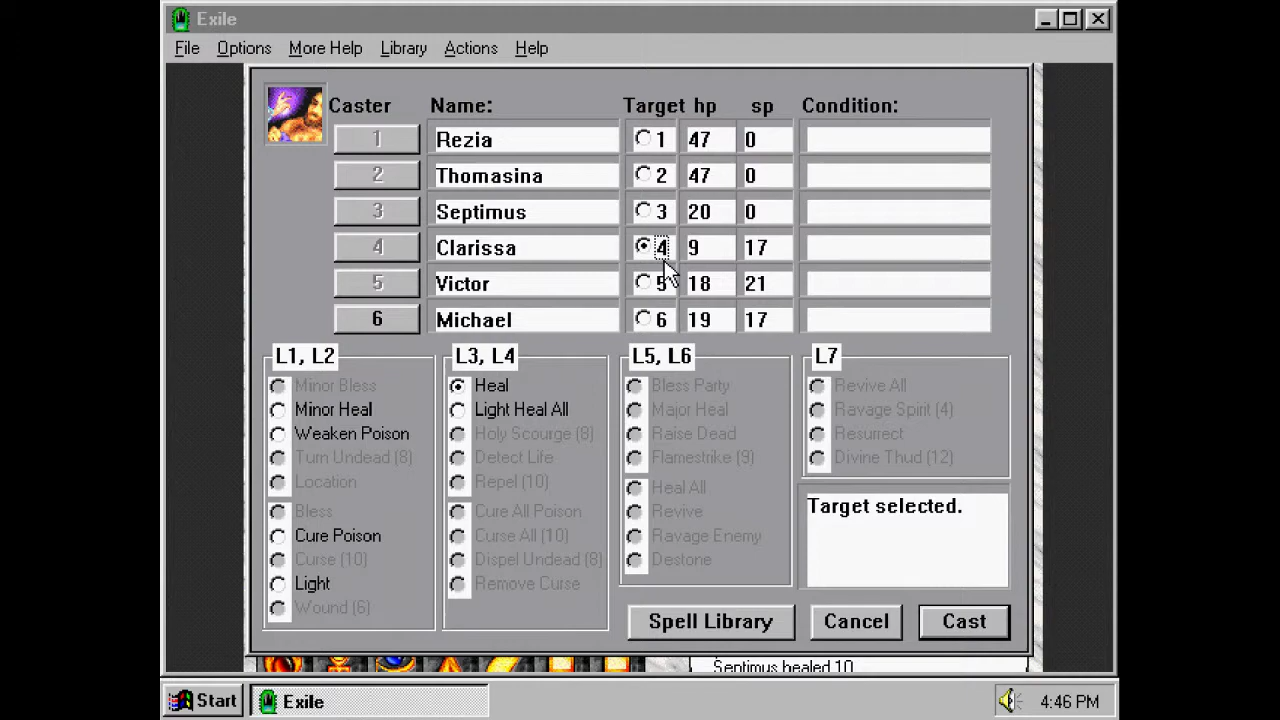 Exile
File Options More Help Library Actions Help
Caster Name: Target hp sp Condition:
1 Rezia 1 47 0
2 Thomasina 2 47 0
3 Septimus 3 20 0
4 Clarissa 4 9 17
5 Victor 5 18 21
6 Michael 6 19 17
L1, L2
Minor Bless
Minor Heal
Weaken Poison
Turn Undead (8)
Location
Bless
Cure Poison
Curse (10)
Light
Wound (6)
L3, L4
Heal
Light Heal All
Holy Scourge (8)
Detect Life
Repel (10)
Cure All Poison
Curse All (10)
Dispel Undead (8)
Remove Curse
L5, L6
Bless Party
Major Heal
Raise Dead
Flamestrike (9)
Heal All
Revive
Ravage Enemy
Destone
L7
Revive All
Ravage Spirit (4)
Resurrect
Divine Thud (12)
Target selected.
Spell Library Cancel Cast
Septimus healed 10
Start Exile 4:46 PM